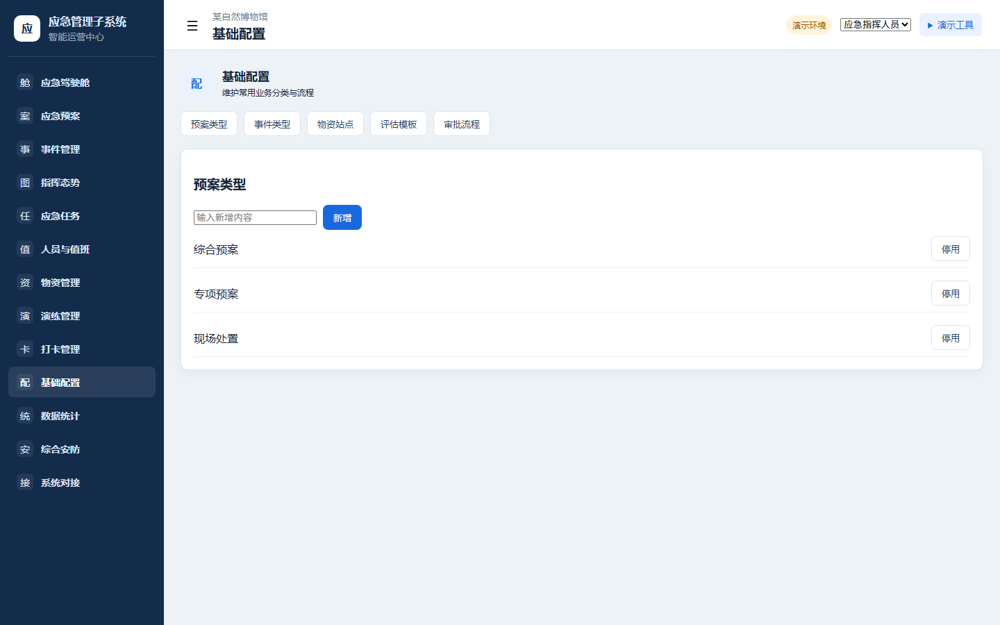 应
应急管理子系统
智能运营中心
舱 应急驾驶舱
案 应急预案
事 事件管理
图 指挥态势
任 应急任务
值 人员与值班
资 物资管理
演 演练管理
卡 打卡管理
配 基础配置
统 数据统计
安 综合安防
接 系统对接
☰
某自然博物馆
基础配置
演示环境
应急指挥人员
▶ 演示工具
配
基础配置
维护常用业务分类与流程
预案类型 事件类型 物资站点 评估模板 审批流程
预案类型
输入新增内容 新增
综合预案 停用
专项预案 停用
现场处置 停用